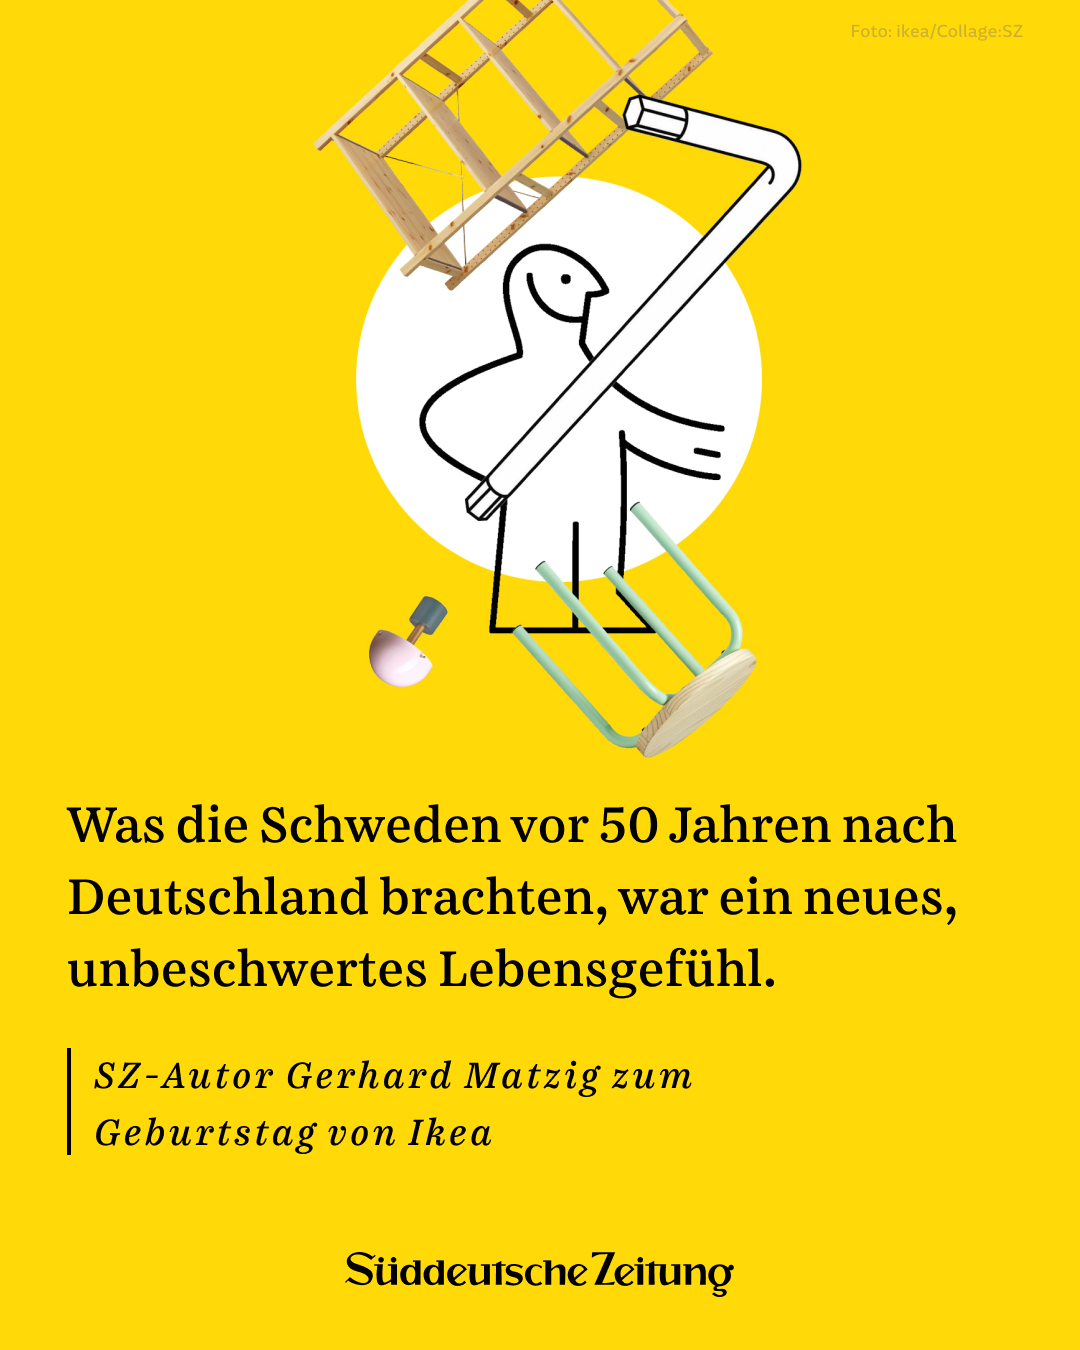 Foto: ikea/Collage:SZ
Was die Schweden vor 50 Jahren nach
Deutschland brachten, war ein neues,
unbeschwertes Lebensgefühl.
SZ-Autor Gerhard Matzig zum
Geburtstag von Ikea
Süddeutsche Zeitung